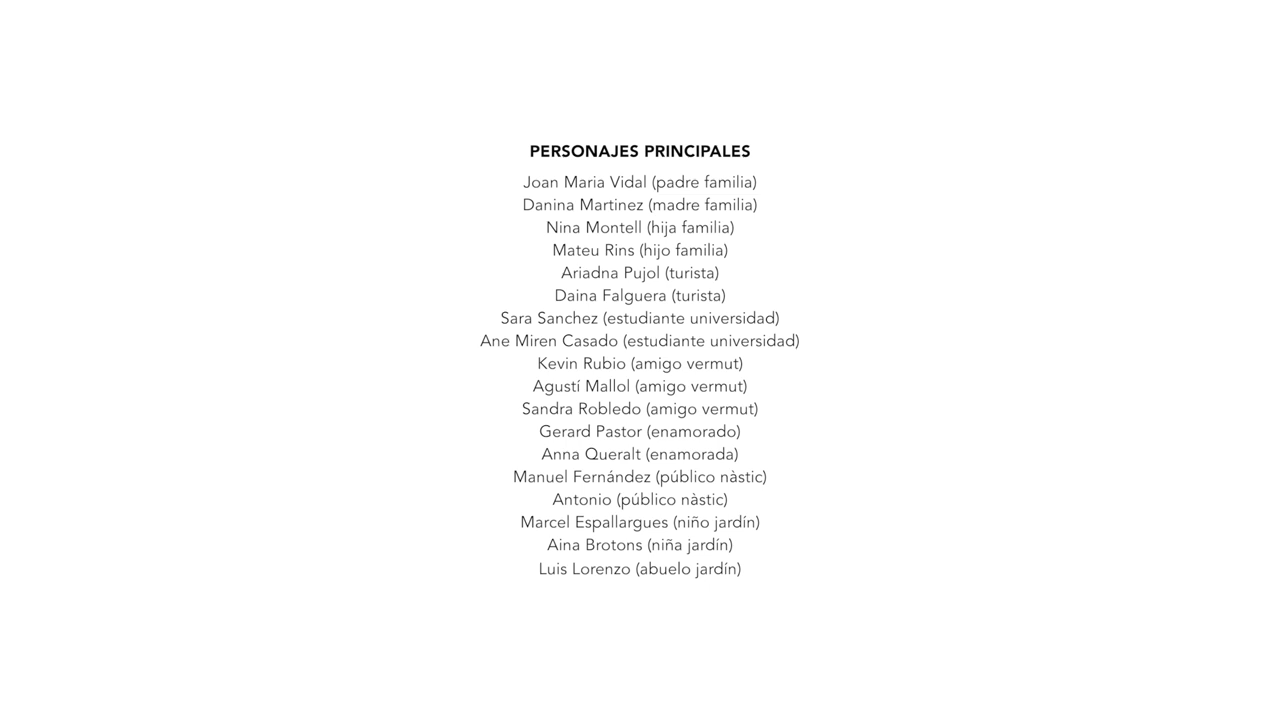 PERSONAJES PRINCIPALES
Joan Maria Vidal (padre familia)
Danina Martinez (madre familia)
Nina Montell (hija familia)
Mateu Rins (hijo familia)
Ariadna Pujol (turista)
Daina Falguera (turista)
Sara Sanchez (estudiante universidad)
Ane Miren Casado (estudiante universidad)
Kevin Rubio (amigo vermut)
Agustí Mallol (amigo vermut)
Sandra Robledo (amigo vermut)
Gerard Pastor (enamorado)
Anna Queralt (enamorada)
Manuel Fernández (público nàstic)
Antonio (público nàstic)
Marcel Espallargues (niño jardín)
Aina Brotons (niña jardín)
Luis Lorenzo (abuelo jardín)